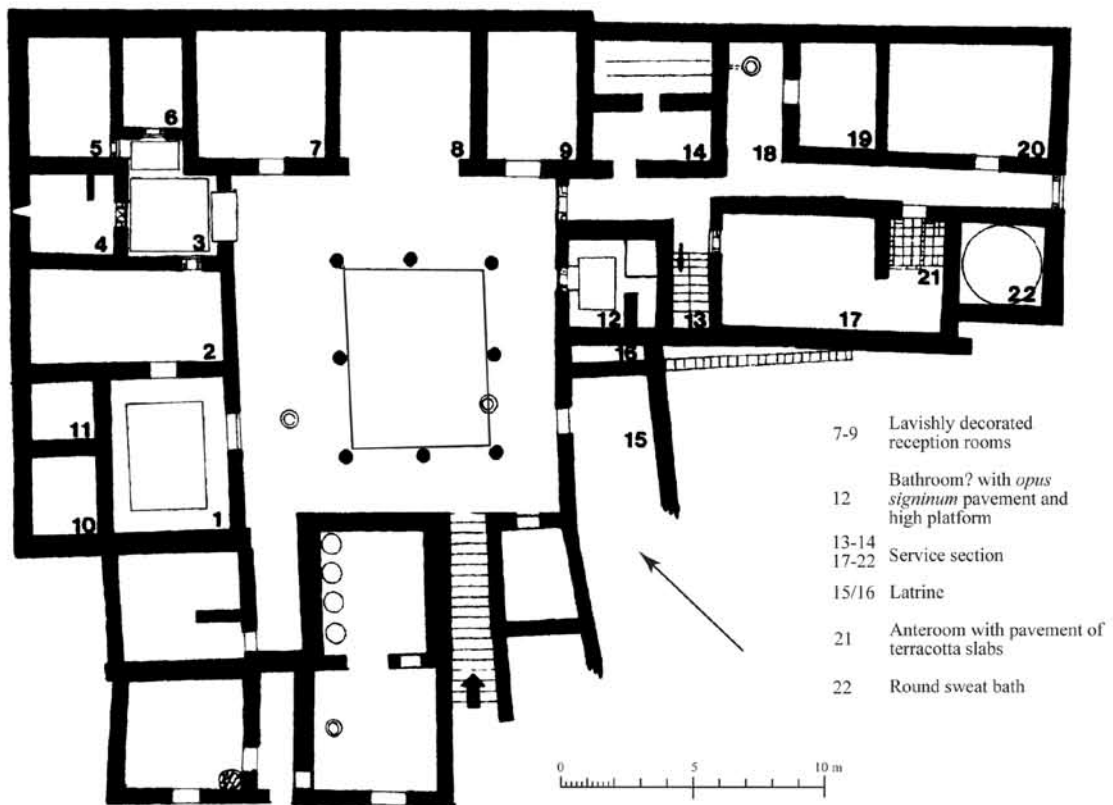 6
5
7
8
9
14
18
19
20
4
3
21
22
12
13
17
2
16
11
15
10
1
7-9 Lavishly decorated
reception rooms
12 Bathroom? with opus
signinum pavement and
high platform
13-14
17-22 Service section
15/16 Latrine
21 Anteroom with pavement of
terracotta slabs
22 Round sweat bath
0 5 10 m